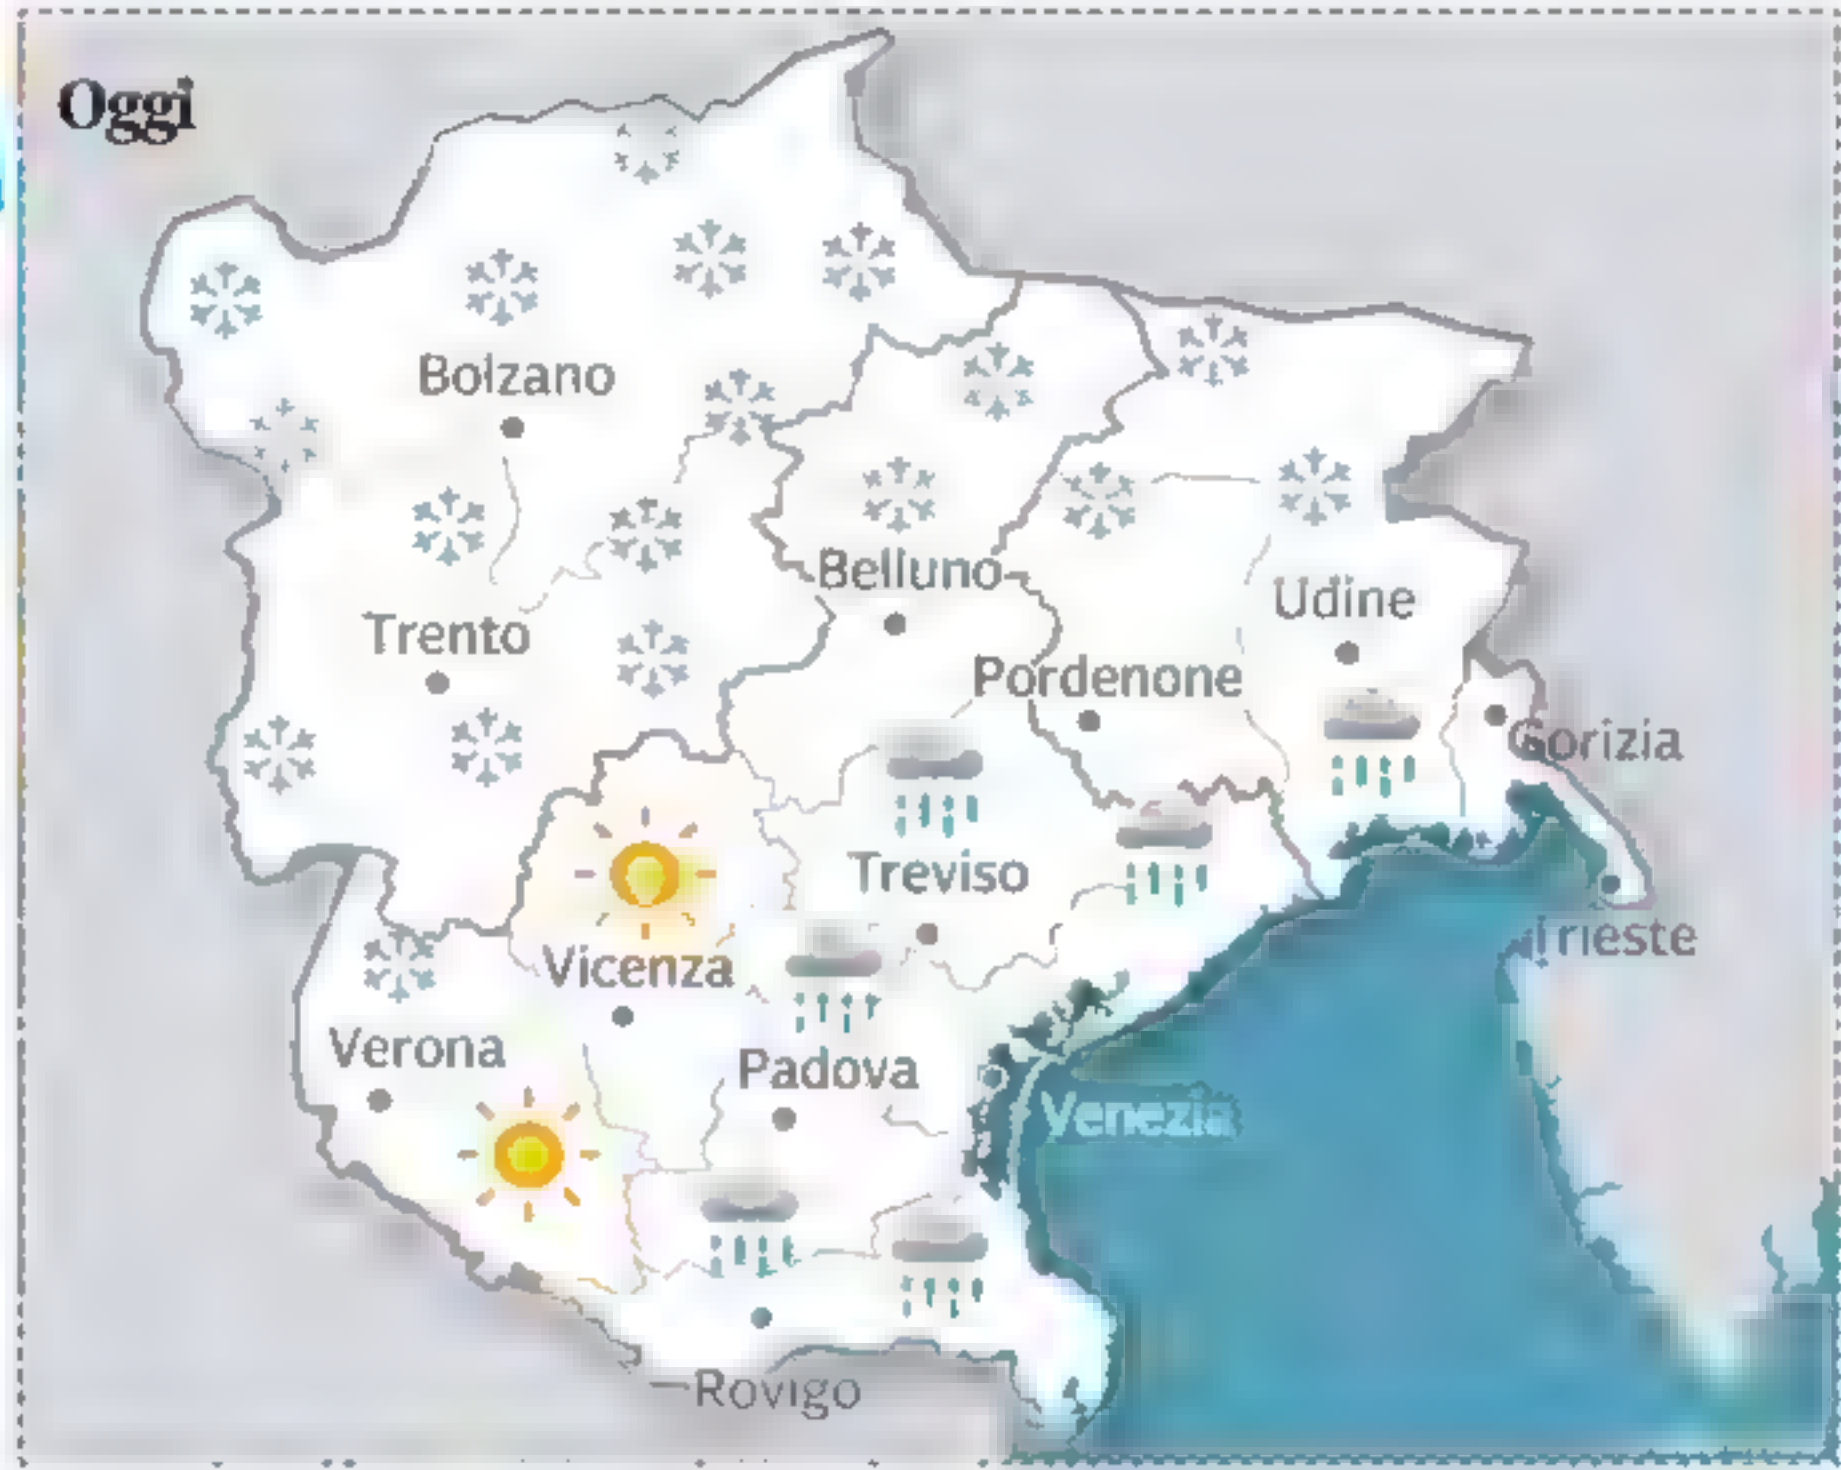 Oggi
Bolzano
Belluno
Udine
Trento
Pordenone
Gorizia
Treviso
Trieste
Vicenza
Verona
Padova
Venezia
Rovigo